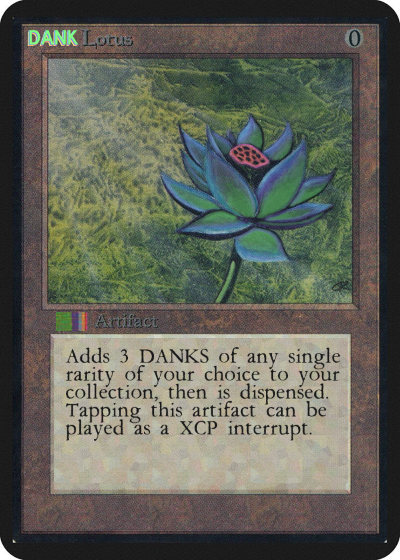 DANK Lotus
0
Artifact
Adds 3 DANKS of any single
rarity of your choice to your
collection, then is dispensed.
Tapping this artifact can be
played as a XCP interrupt.